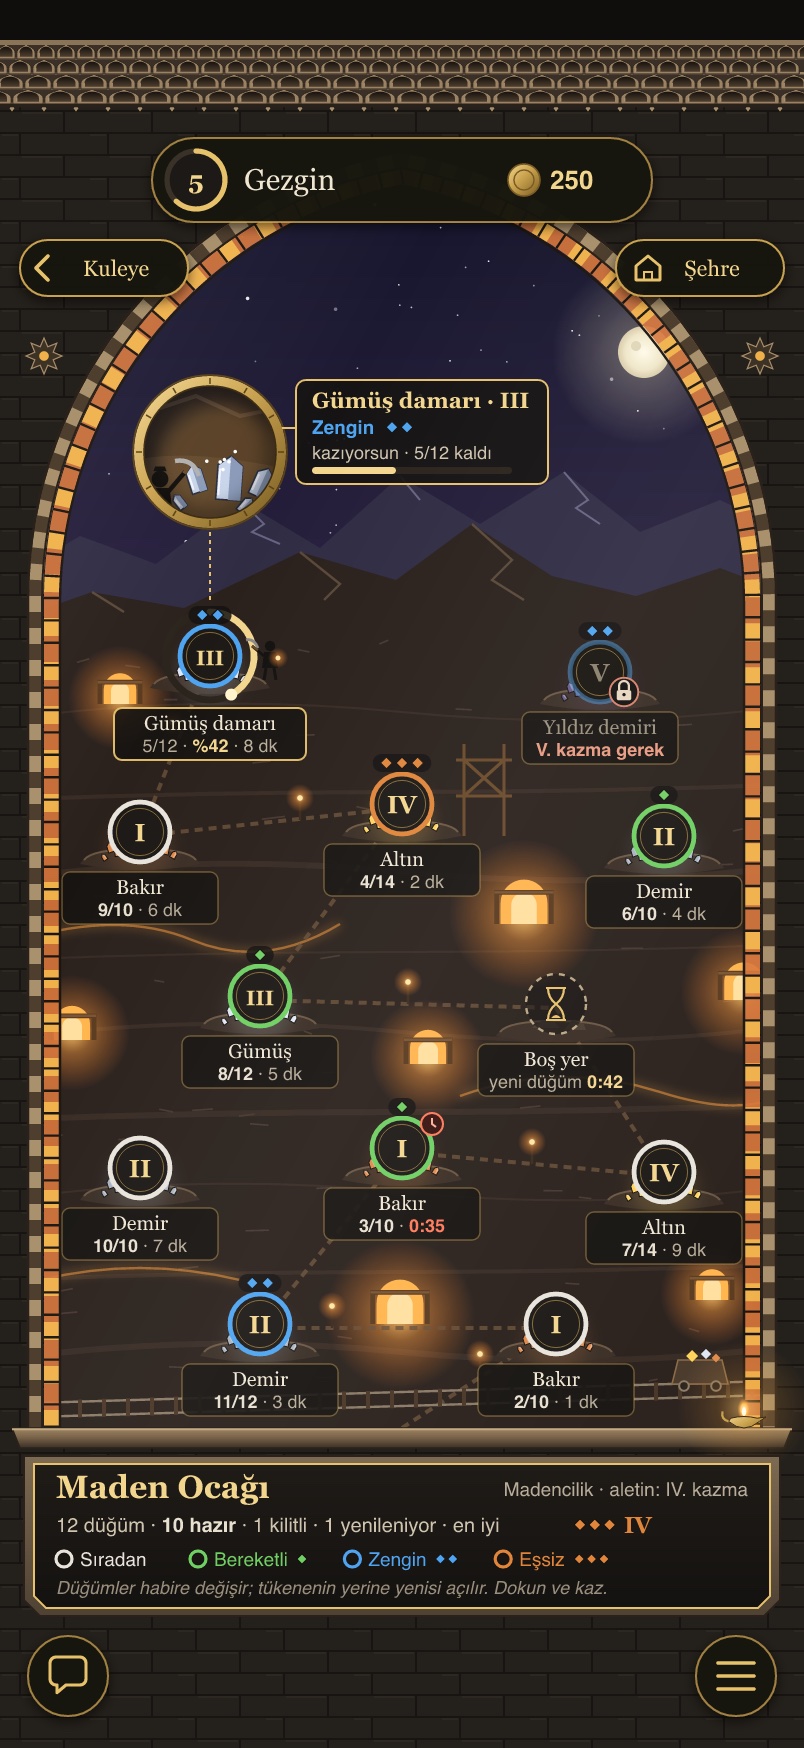 5 Gezgin 250
Kuleye
Şehre
Gümüş damarı · III
Zengin
kazıyorsun · 5/12 kaldı
III
Gümüş damarı
5/12 · %42 · 8 dk
V
Yıldız demiri
V. kazma gerek
I
Bakır
9/10 · 6 dk
IV
Altın
4/14 · 2 dk
II
Demir
6/10 · 4 dk
III
Gümüş
8/12 · 5 dk
Boş yer
yeni düğüm 0:42
II
Demir
10/10 · 7 dk
I
Bakır
3/10 · 0:35
IV
Altın
7/14 · 9 dk
II
Demir
11/12 · 3 dk
I
Bakır
2/10 · 1 dk
Maden Ocağı
Madencilik · aletin: IV. kazma
12 düğüm · 10 hazır · 1 kilitli · 1 yenileniyor · en iyi IV
Sıradan Bereketli Zengin Eşsiz
Düğümler habire değişir; tükenenin yerine yenisi açılır. Dokun ve kaz.